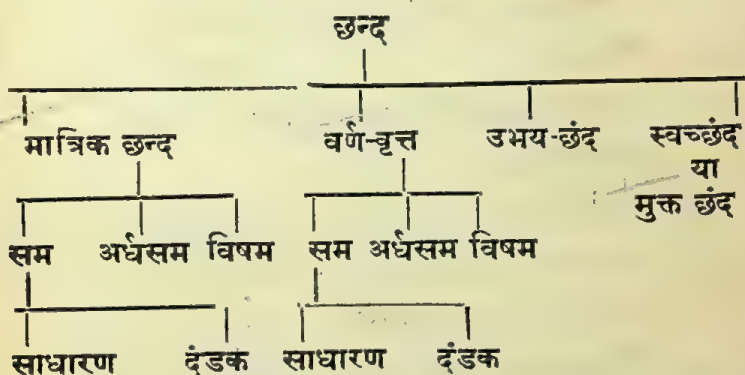 छन्द
मात्रिक छन्द वर्ण-वृत्त उभय-छंद स्वच्छंद
या
मुक्त छंद
सम अर्धसम विषम सम अर्धसम विषम
साधारण दंडक साधारण दंडक